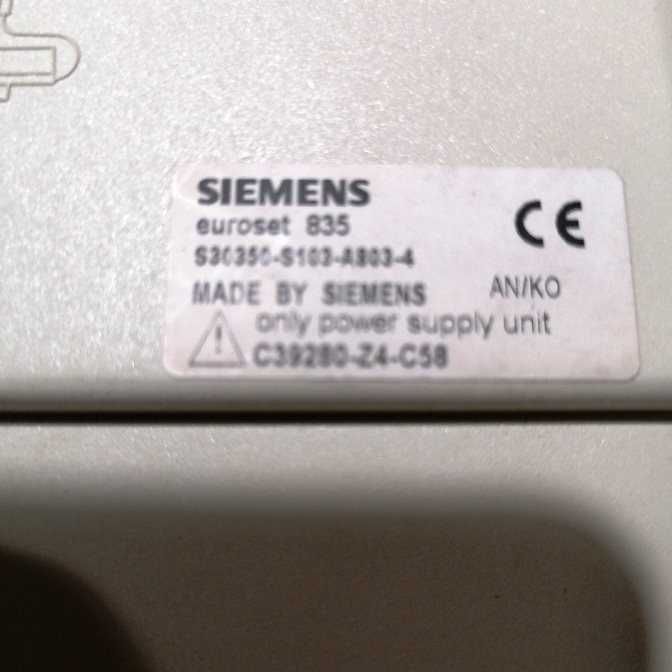 SIEMENS
euroset 835
CE
S30350-S103-A803-4
MADE BY SIEMENS AN/KO
only power supply unit
C39280-Z4-C58